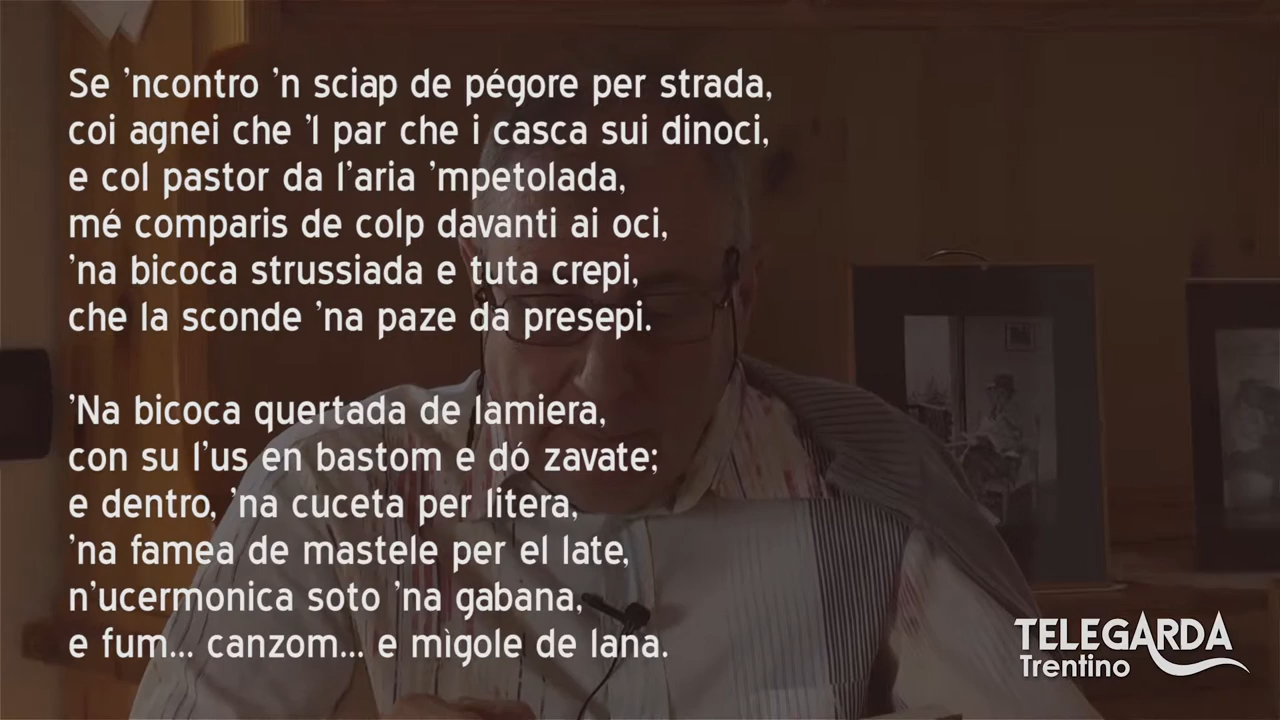 Se 'ncontro 'n sciap de pégore per strada,
coi agnei che 'l par che i casca sui dinoci,
e col pastor da l'aria 'mpetolada,
mé comparis de colp davanti ai oci,
'na bicoca strussiada e tuta crepi,
che la sconde 'na paze da presepi.
'Na bicoca quertada de lamiera,
con su l'us en bastom e dó zavate;
e dentro, 'na cuceta per litera,
'na famea de mastele per el late,
n'ucermonica soto 'na gabana,
e fum... canzom... e mìgole de lana.
TELEGARDA
Trentino